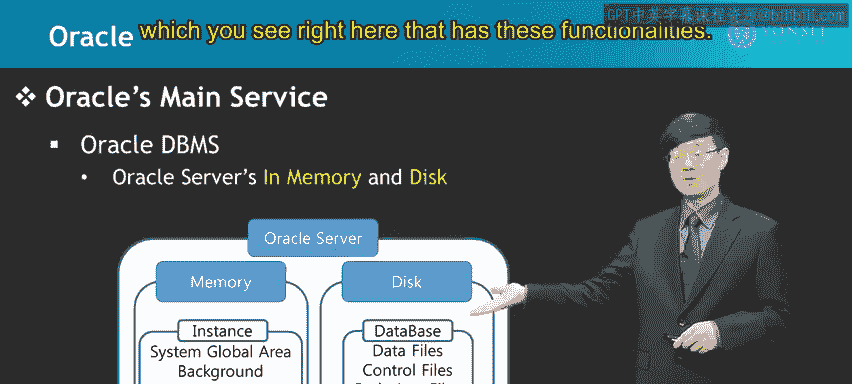 Oracle which you see right here that has these functionalities.
❖ Oracle's Main Service
▪ Oracle DBMS
• Oracle Server's In Memory and Disk
Oracle Server
Memory
Disk
Instance
System Global Area
Background
DataBase
Data Files
Control Files